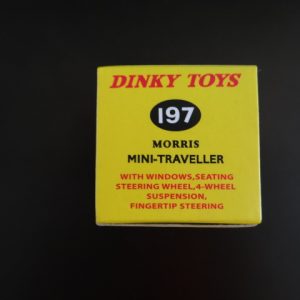 DINKY TOYS
197
MORRIS
MINI-TRAVELLER
WITH WINDOWS,SEATING
STEERING WHEEL,4-WHEEL
SUSPENSION,
FINGERTIP STEERING